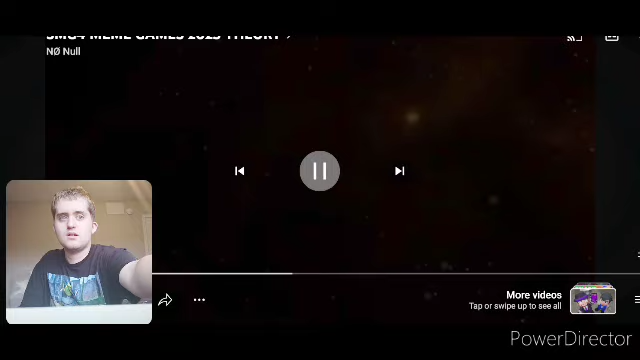 SMG4 MEME GAMES 2023 THEORY
NØ Null
More videos
Tap or swipe up to see all
PowerDirector